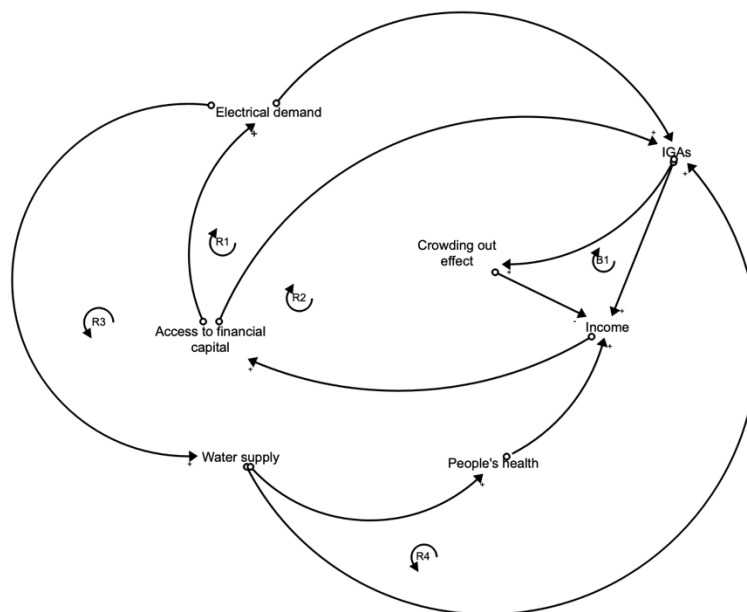 Electrical demand
+
+
IGAs
+
R1
Crowding out
effect
+
B1
R2
R3
Access to financial
capital
+
-
+
Income
+
Water supply
+
People's health
+
R4